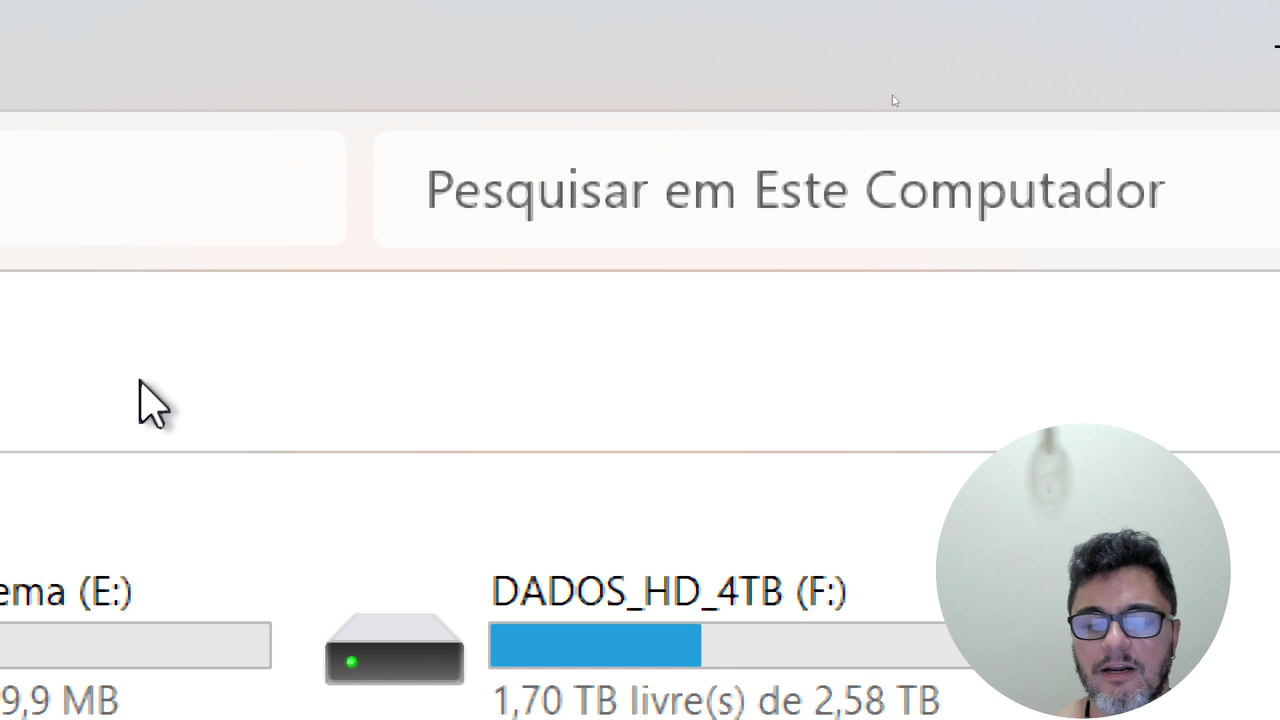 Pesquisar em Este Computador
ema (E:)
DADOS_HD_4TB (F:)
9,9 MB
1,70 TB livre(s) de 2,58 TB